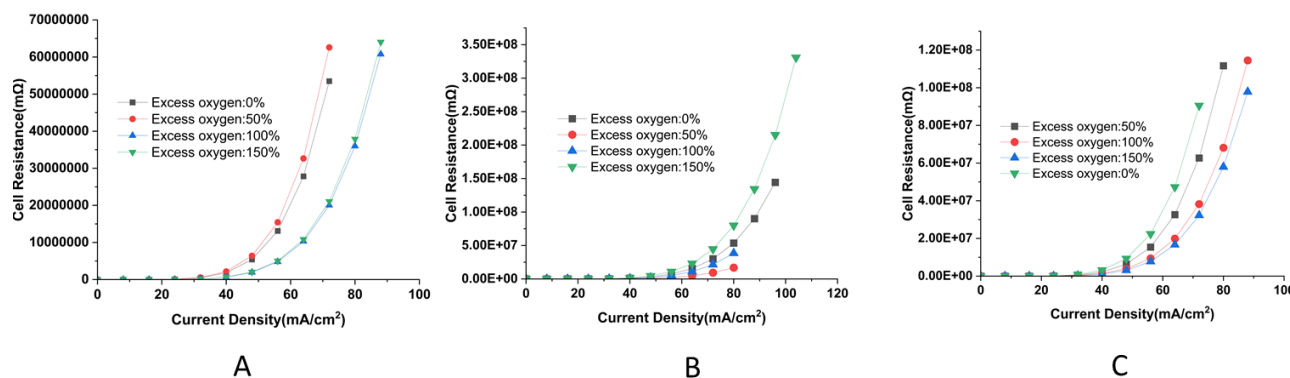 70000000
60000000
50000000
40000000
30000000
20000000
10000000
0
Cell Resistance(mΩ)
Excess oxygen:0%
Excess oxygen:50%
Excess oxygen:100%
Excess oxygen:150%
0 20 40 60 80 100
Current Density(mA/cm²)
A
3.50E+08
3.00E+08
2.50E+08
2.00E+08
1.50E+08
1.00E+08
5.00E+07
0.00E+00
Cell Resistance(mΩ)
Excess oxygen:0%
Excess oxygen:50%
Excess oxygen:100%
Excess oxygen:150%
0 20 40 60 80 100 120
Current Density(mA/cm²)
B
1.20E+08
1.00E+08
8.00E+07
6.00E+07
4.00E+07
2.00E+07
0.00E+00
Cell Resistance(mΩ)
Excess oxygen:50%
Excess oxygen:100%
Excess oxygen:150%
Excess oxygen:0%
0 20 40 60 80 100
Current Density(mA/cm²)
C